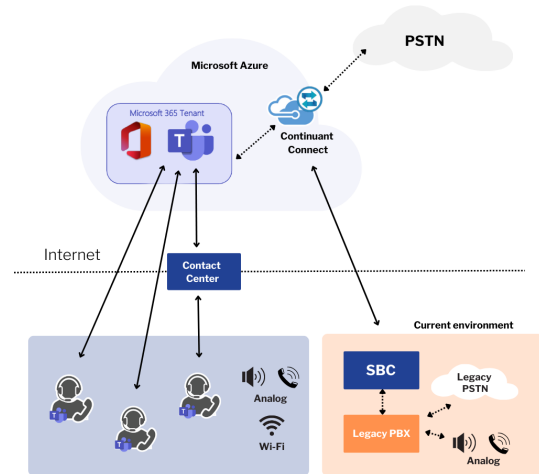 PSTN
Microsoft Azure
Microsoft 365 Tenant
T
Continuant
Connect
Internet
Contact
Center
Current environment
SBC
Legacy
PSTN
Analog
Wi-Fi
T
T
T
Legacy PBX
Analog